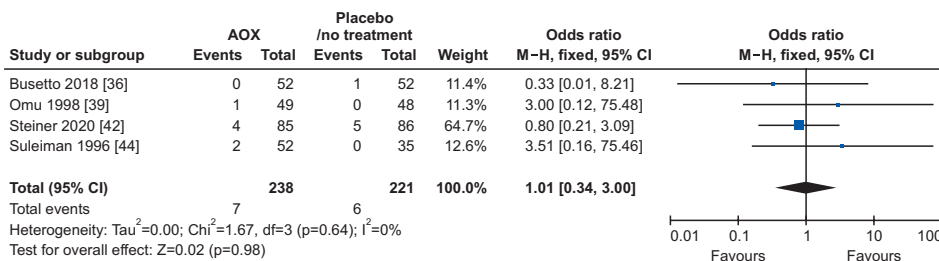 AOX Placebo /no treatment Odds ratio Odds ratio
Study or subgroup Events Total Events Total Weight M−H, fixed, 95% CI M−H, fixed, 95% CI
Busetto 2018 [36] 0 52 1 52 11.4% 0.33 [0.01, 8.21]
Omu 1998 [39] 1 49 0 48 11.3% 3.00 [0.12, 75.48]
Steiner 2020 [42] 4 85 5 86 64.7% 0.80 [0.21, 3.09]
Suleiman 1996 [44] 2 52 0 35 12.6% 3.51 [0.16, 75.46]
Total (95% CI) 238 221 100.0% 1.01 [0.34, 3.00]
Total events 7 6
Heterogeneity: Tau²=0.00; Chi²=1.67, df=3 (p=0.64); I²=0%
Test for overall effect: Z=0.02 (p=0.98)
0.01 0.1 1 10 100
Favours Favours